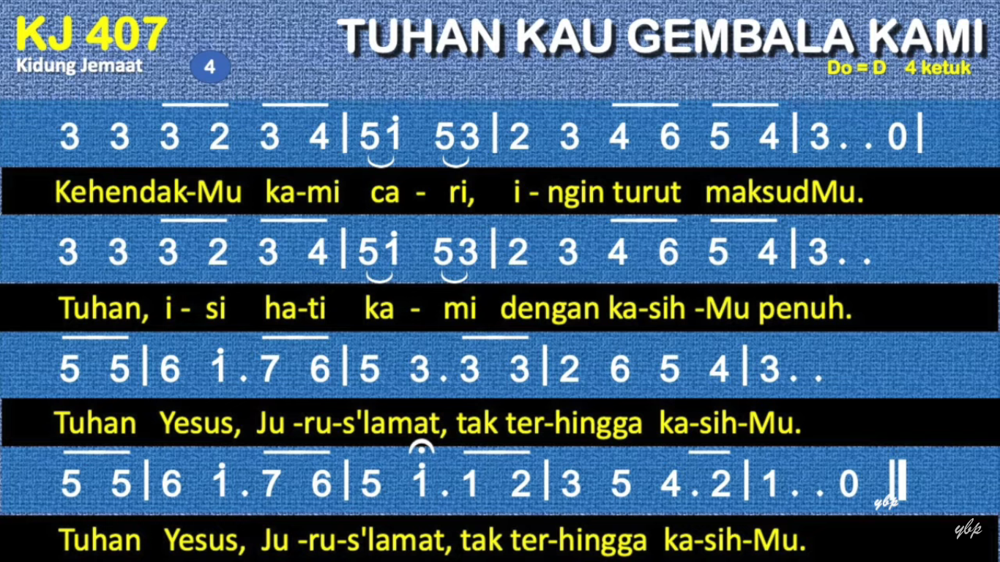 KJ 407 TUHAN KAU GEMBALA KAMI
Kidung Jemaat 4 Do = D 4 ketuk
3 3 3 2 3 4 | 5 1̇ 5 3 | 2 3 4 6 5 4 | 3 . . 0 |
Kehendak-Mu ka-mi ca - ri, i - ngin turut maksudMu.
3 3 3 2 3 4 | 5 1̇ 5 3 | 2 3 4 6 5 4 | 3 . .
Tuhan, i - si ha-ti ka - mi dengan ka-sih -Mu penuh.
5 5 | 6 1̇ . 7 6 | 5 3 . 3 3 | 2 6 5 4 | 3 . .
Tuhan Yesus, Ju -ru-s'lamat, tak ter-hingga ka-sih-Mu.
5 5 | 6 1̇ . 7 6 | 5 1̇ . 1 2 | 3 5 4 . 2 | 1 . . 0 ||
ybp
Tuhan Yesus, Ju -ru-s'lamat, tak ter-hingga ka-sih-Mu.
ybp